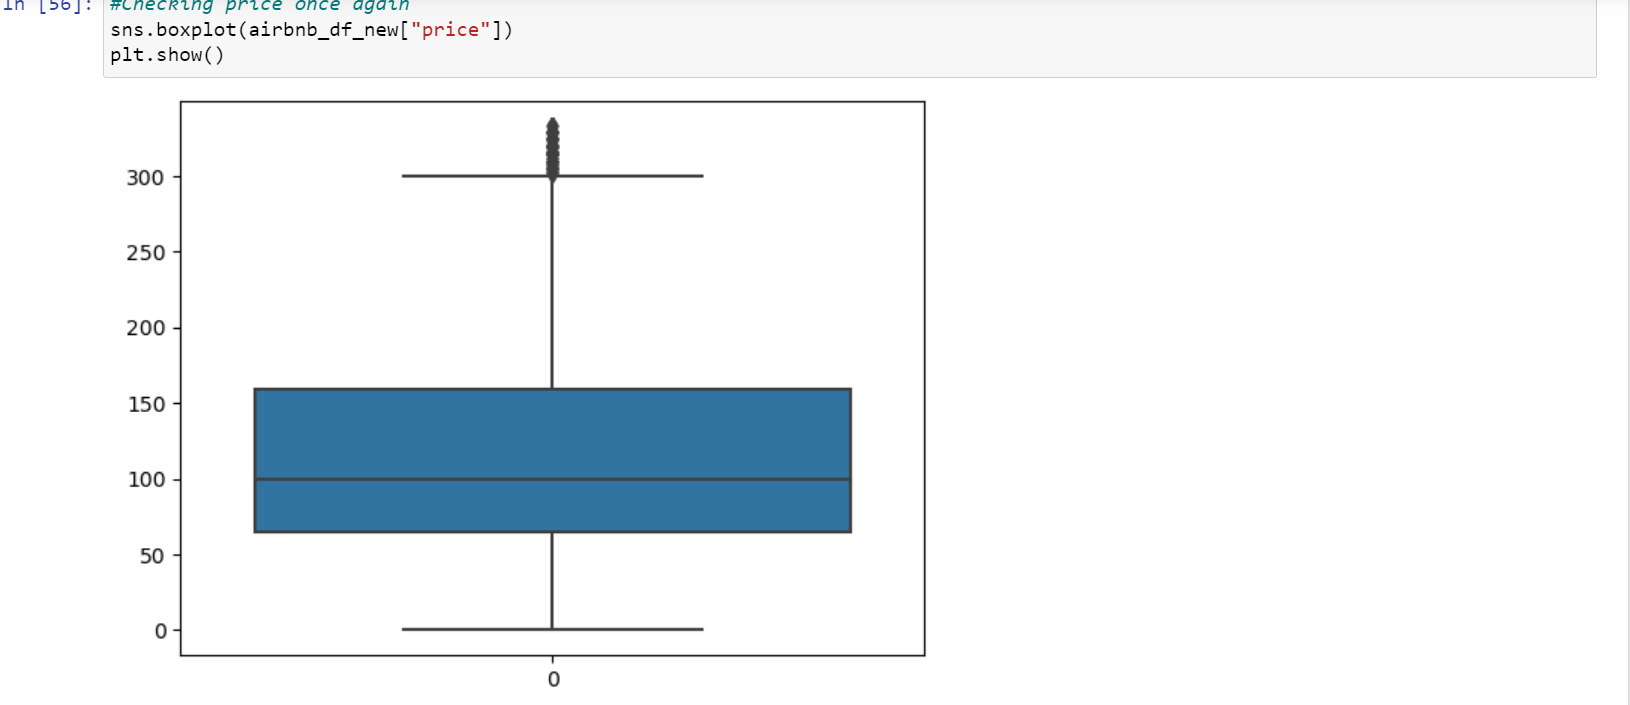 In [56]: #Checking price once again
sns.boxplot(airbnb_df_new["price"])
plt.show()
300
250
200
150
100
50
0
0